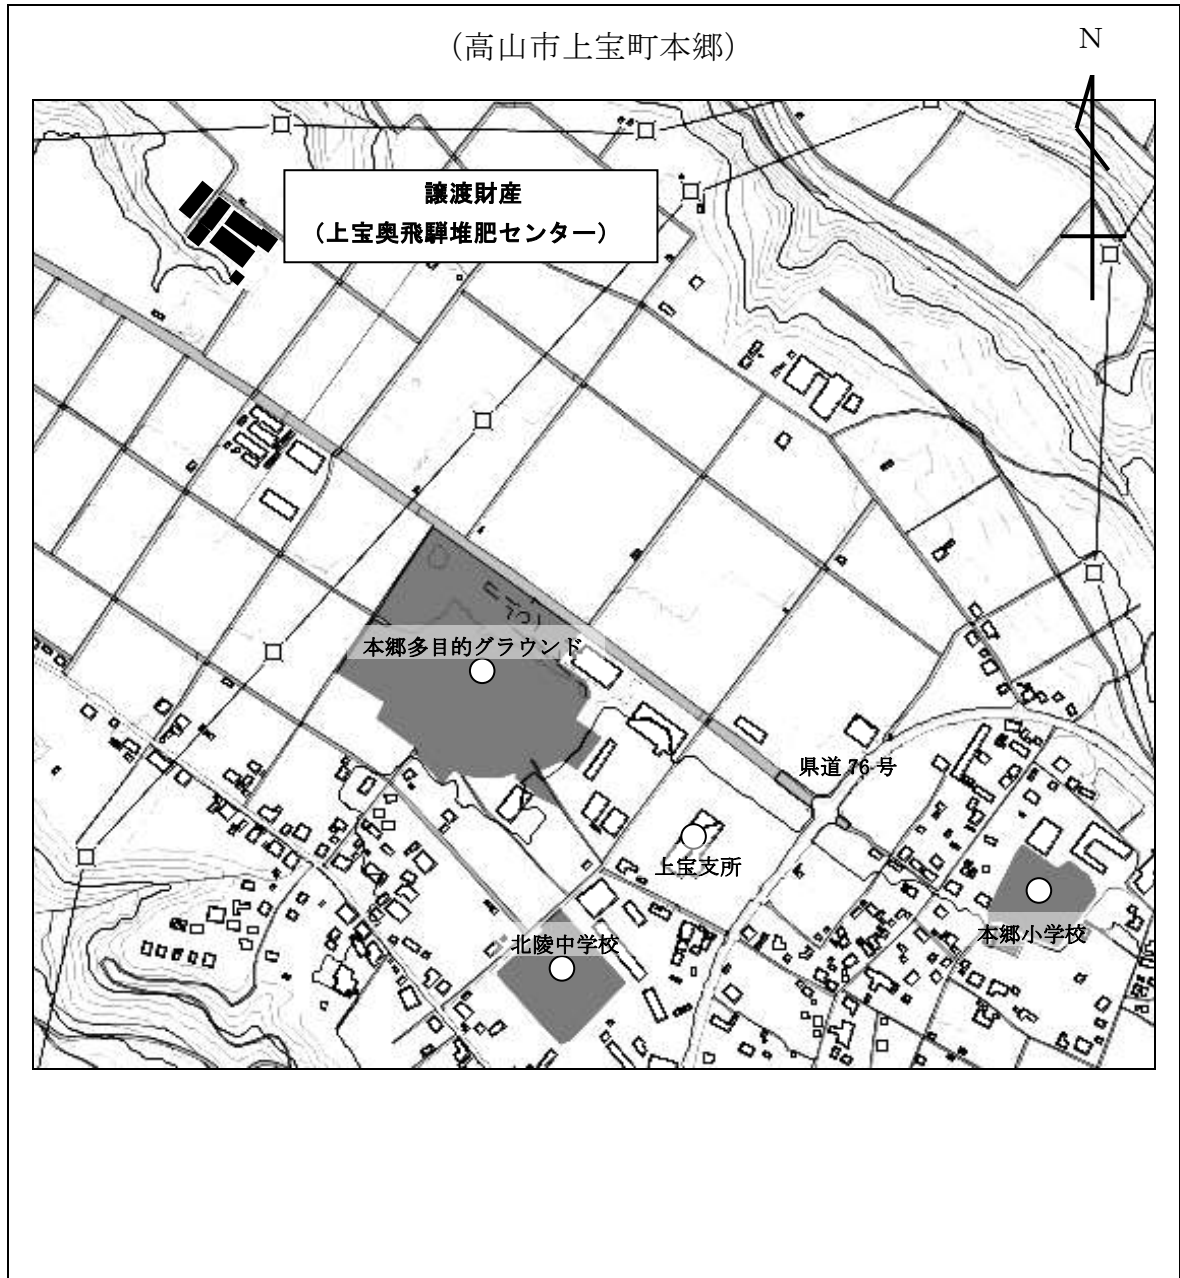 (高山市上宝町本郷)
N
譲渡財産
(上宝奥飛騨堆肥センター)
本郷多目的グラウンド
県道 76 号
上宝支所
本郷小学校
北陵中学校